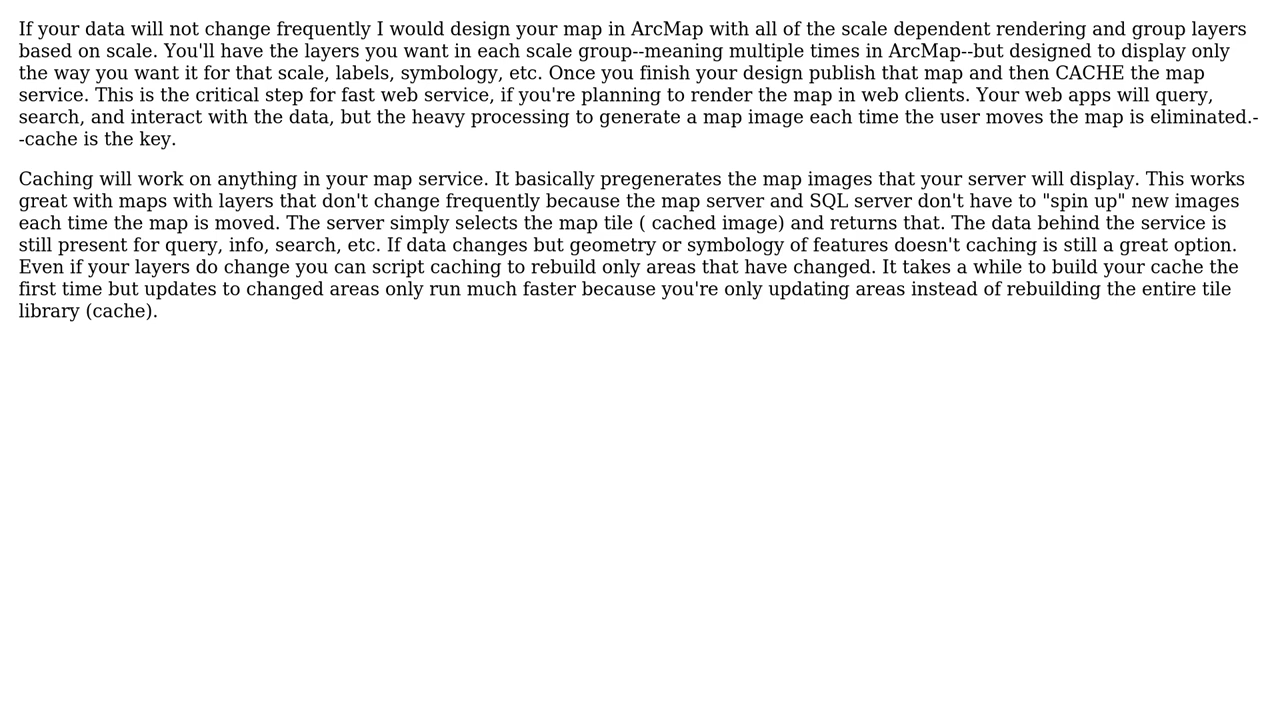 If your data will not change frequently I would design your map in ArcMap with all of the scale dependent rendering and group layers
based on scale. You'll have the layers you want in each scale group--meaning multiple times in ArcMap--but designed to display only
the way you want it for that scale, labels, symbology, etc. Once you finish your design publish that map and then CACHE the map
service. This is the critical step for fast web service, if you're planning to render the map in web clients. Your web apps will query,
search, and interact with the data, but the heavy processing to generate a map image each time the user moves the map is eliminated.-
-cache is the key.
Caching will work on anything in your map service. It basically pregenerates the map images that your server will display. This works
great with maps with layers that don't change frequently because the map server and SQL server don't have to "spin up" new images
each time the map is moved. The server simply selects the map tile ( cached image) and returns that. The data behind the service is
still present for query, info, search, etc. If data changes but geometry or symbology of features doesn't caching is still a great option.
Even if your layers do change you can script caching to rebuild only areas that have changed. It takes a while to build your cache the
first time but updates to changed areas only run much faster because you're only updating areas instead of rebuilding the entire tile
library (cache).